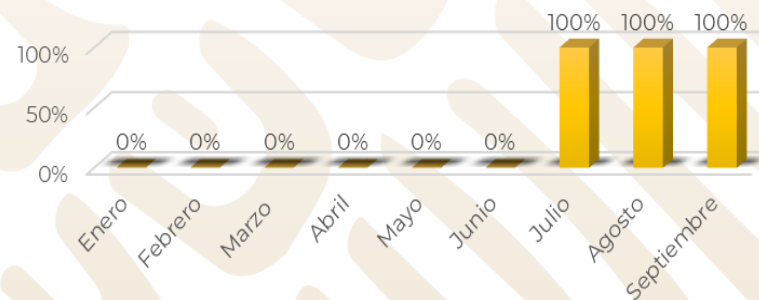 100% 100% 100%
100%
50%
0% 0% 0% 0% 0% 0%
0%
Enero Febrero Marzo Abril Mayo Junio Julio Agosto Septiembre